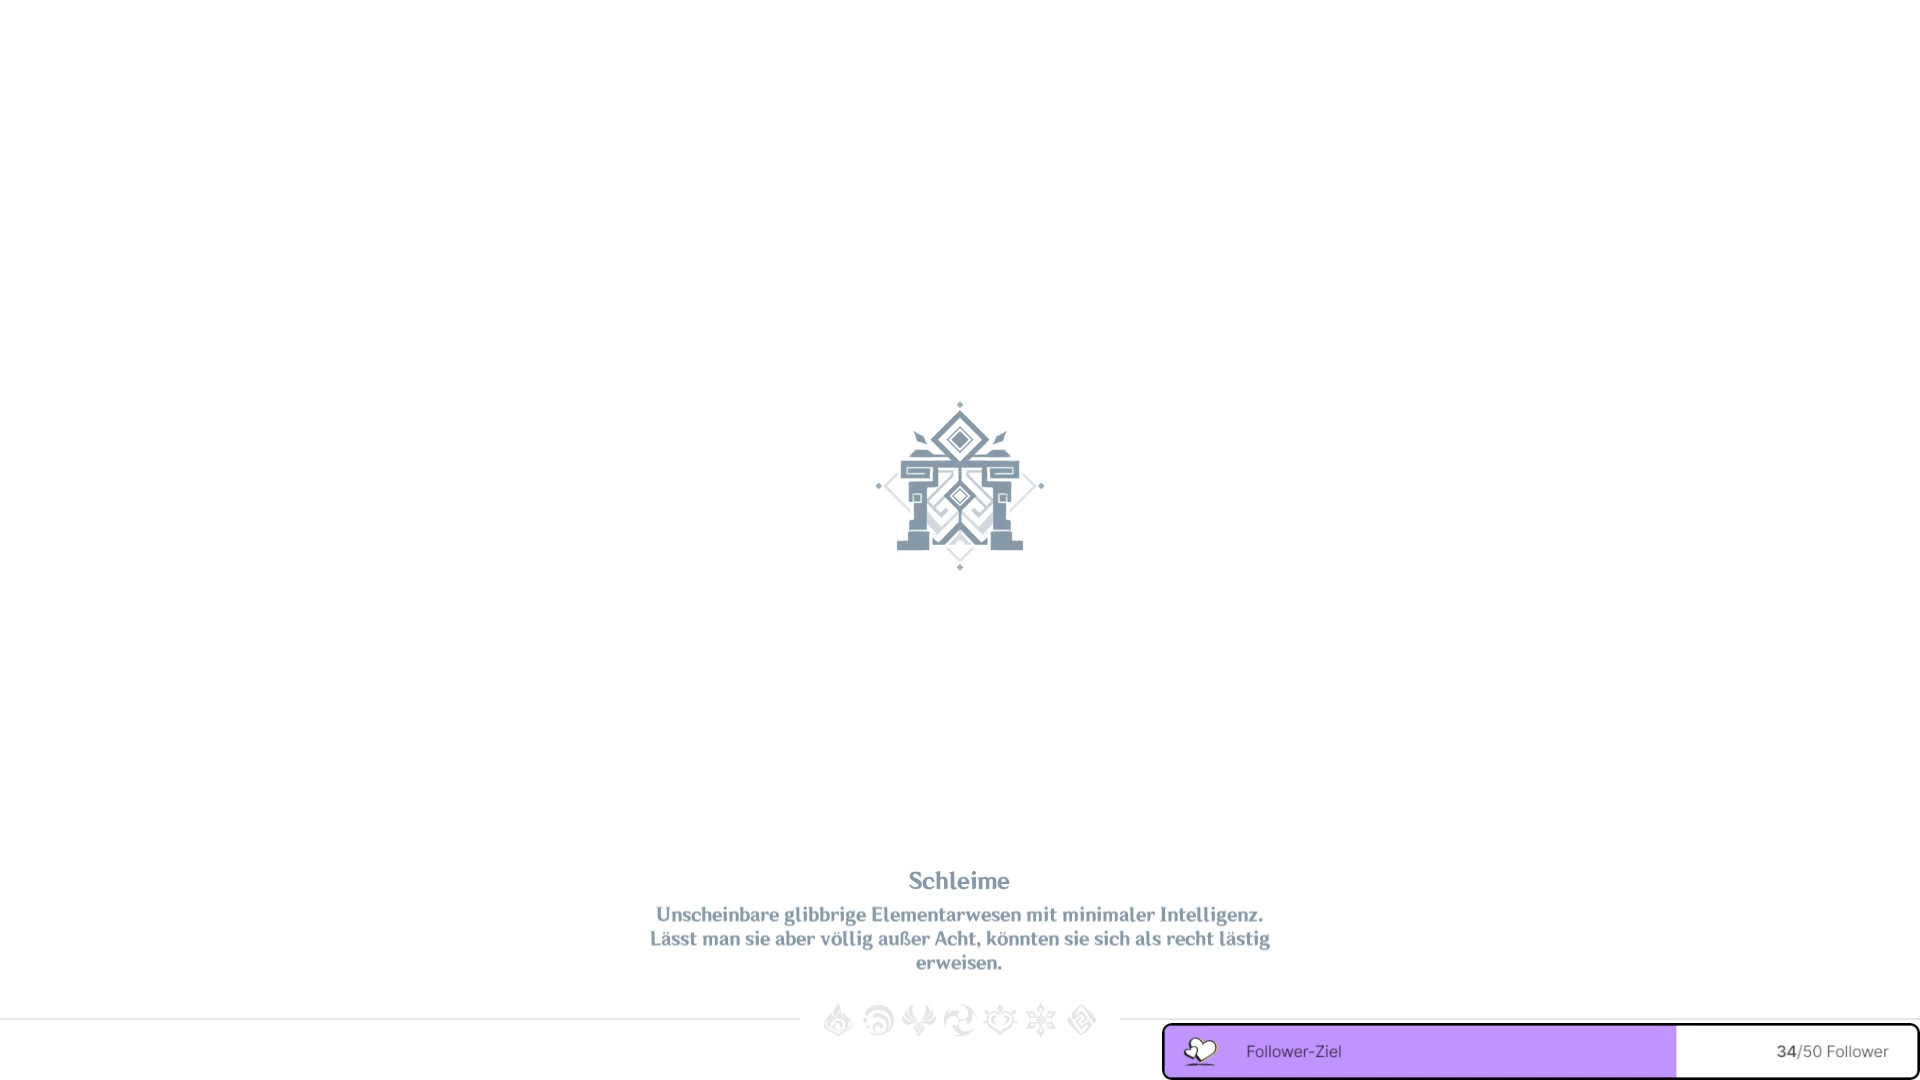 Schleime
Unscheinbare glibbrige Elementarwesen mit minimaler Intelligenz.
Lässt man sie aber völlig außer Acht, könnten sie sich als recht lästig
erweisen.
Follower-Ziel
34/50 Follower